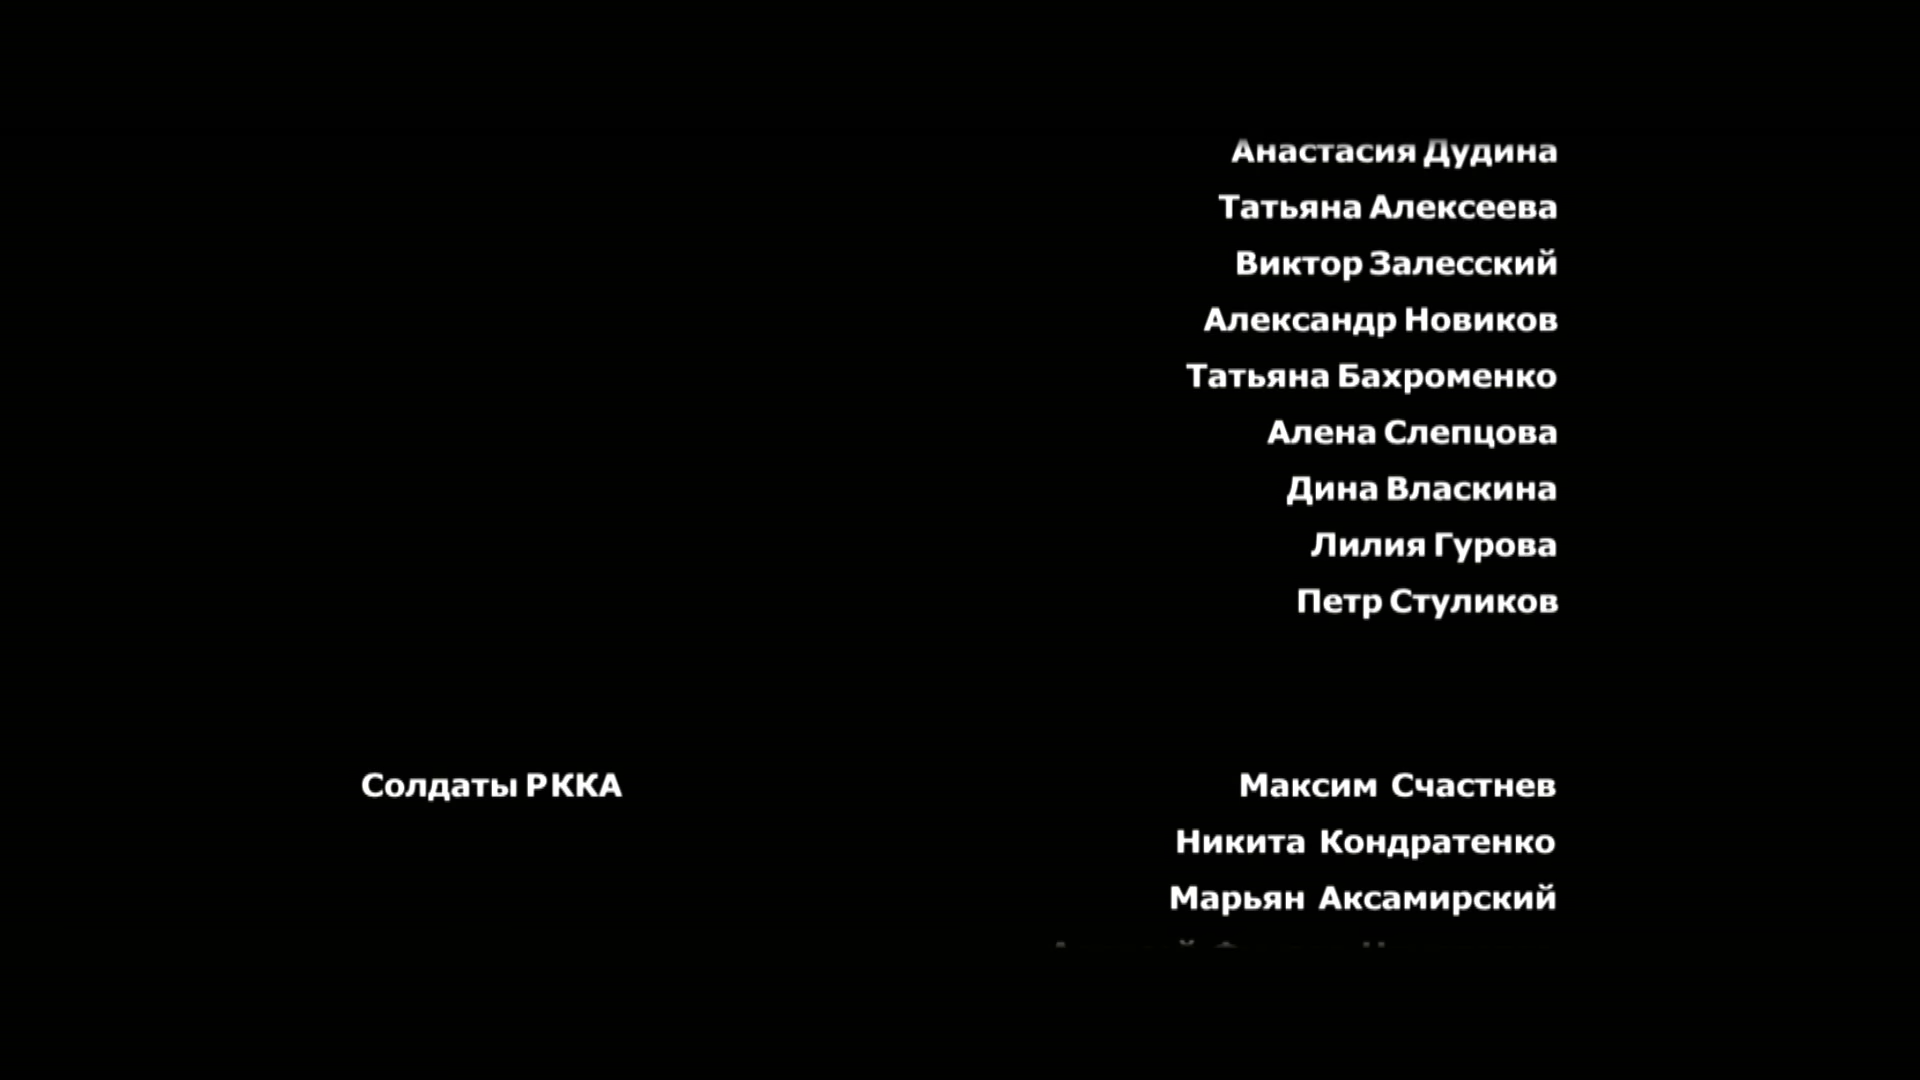 Анастасия Дудина
Татьяна Алексеева
Виктор Залесский
Александр Новиков
Татьяна Бахроменко
Алена Слепцова
Дина Власкина
Лилия Гурова
Петр Стуликов
Солдаты РККА Максим Счастнев
Никита Кондратенко
Марьян Аксамирский